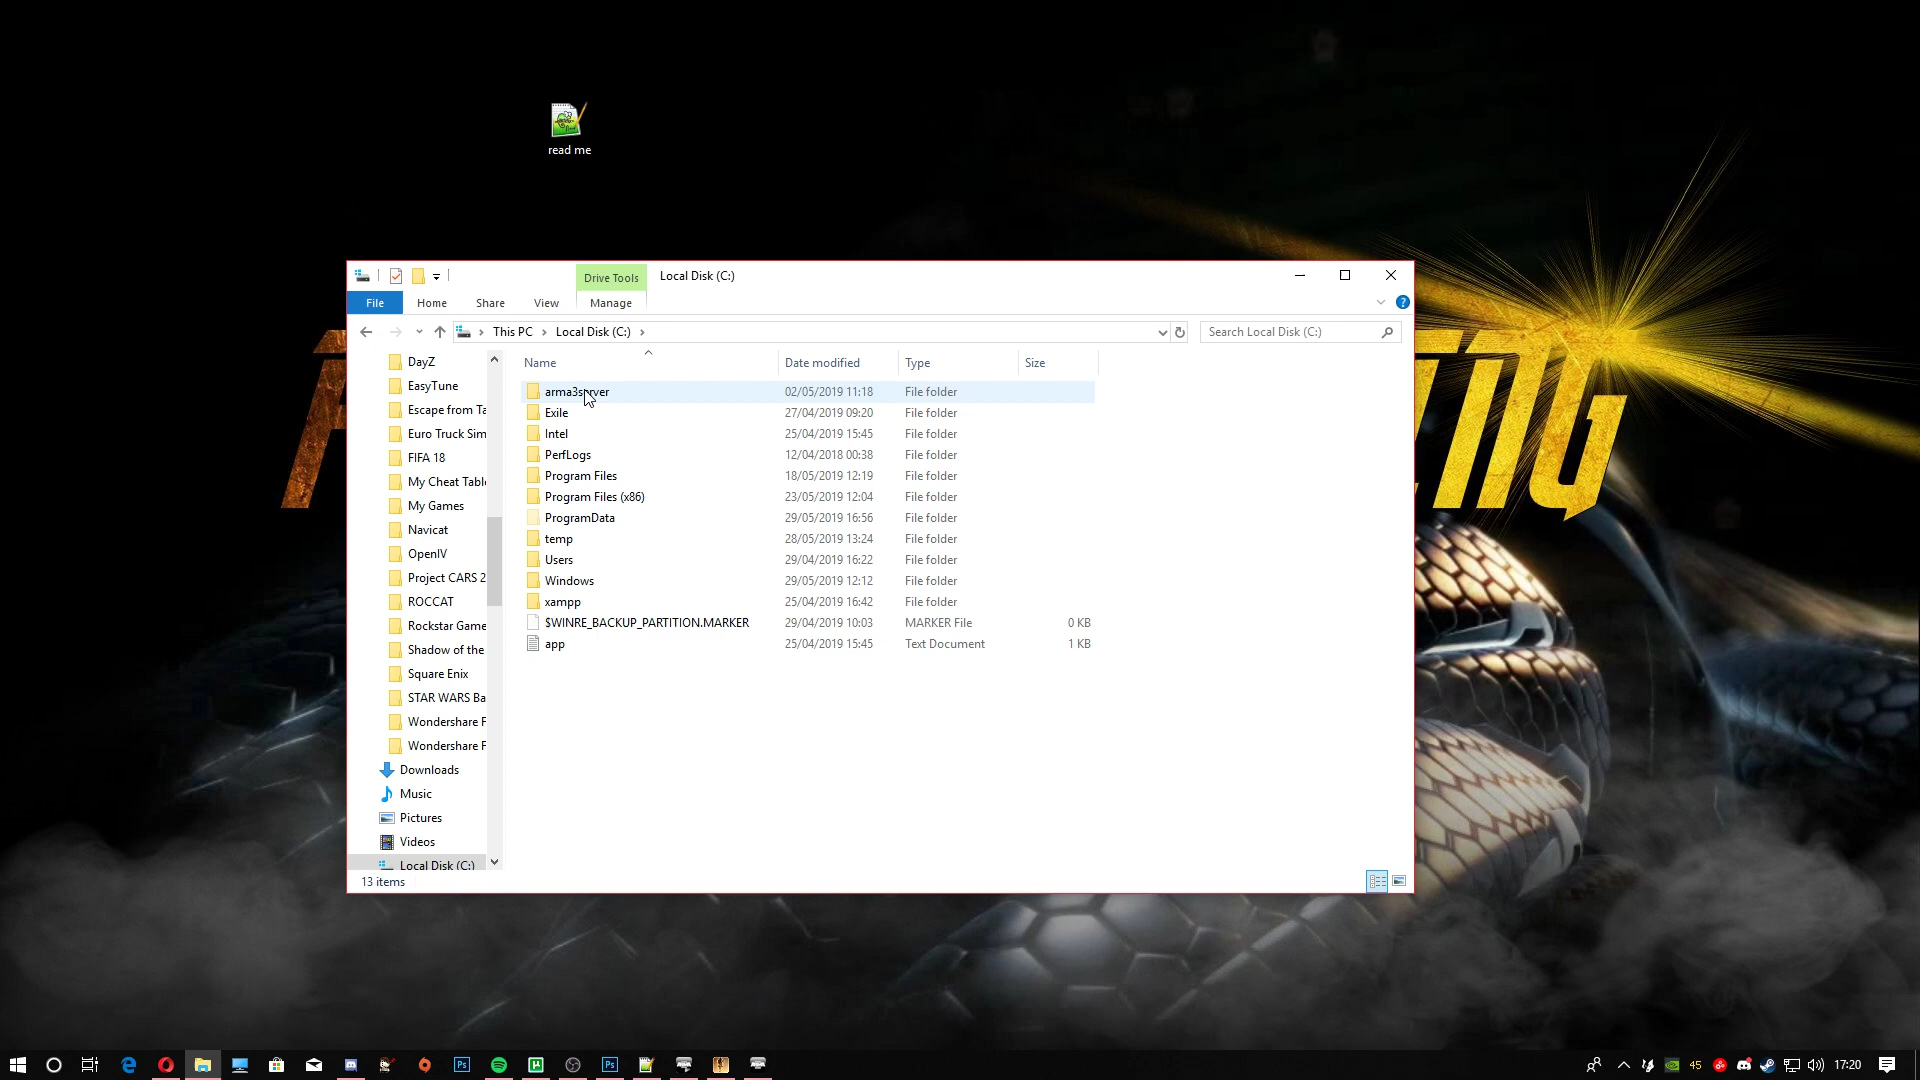 read me
Drive Tools
Local Disk (C:)
File
Home
Share
View
Manage
This PC
Local Disk (C:)
Search Local Disk (C:)
DayZ
EasyTune
Escape from Ta
Euro Truck Sim
FIFA 18
My Cheat Tabl
My Games
Navicat
OpenIV
Project CARS 2
ROCCAT
Rockstar Game
Shadow of the
Square Enix
STAR WARS Ba
Wondershare F
Wondershare F
Downloads
Music
Pictures
Videos
Local Disk (C:)
Name Date modified Type Size
arma3server 02/05/2019 11:18 File folder
Exile 27/04/2019 09:20 File folder
Intel 25/04/2019 15:45 File folder
PerfLogs 12/04/2018 00:38 File folder
Program Files 18/05/2019 12:19 File folder
Program Files (x86) 23/05/2019 12:04 File folder
ProgramData 29/05/2019 16:56 File folder
temp 28/05/2019 13:24 File folder
Users 29/04/2019 16:22 File folder
Windows 29/05/2019 12:12 File folder
xampp 25/04/2019 16:42 File folder
$WINRE_BACKUP_PARTITION.MARKER 29/04/2019 10:03 MARKER File 0 KB
app 25/04/2019 15:45 Text Document 1 KB
13 items
Ps
Ps
45
17:20